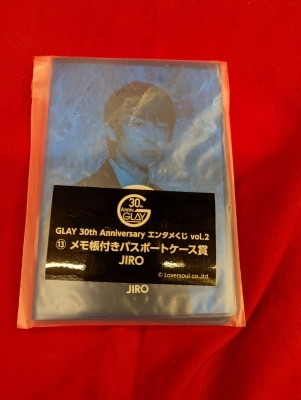 30th
Anniv.
GLAY
GLAY 30th Anniversary エンタメくじ vol.2
⑬ メモ帳付きパスポートケース賞
JIRO
© Loversoul co.,ltd.
JIRO